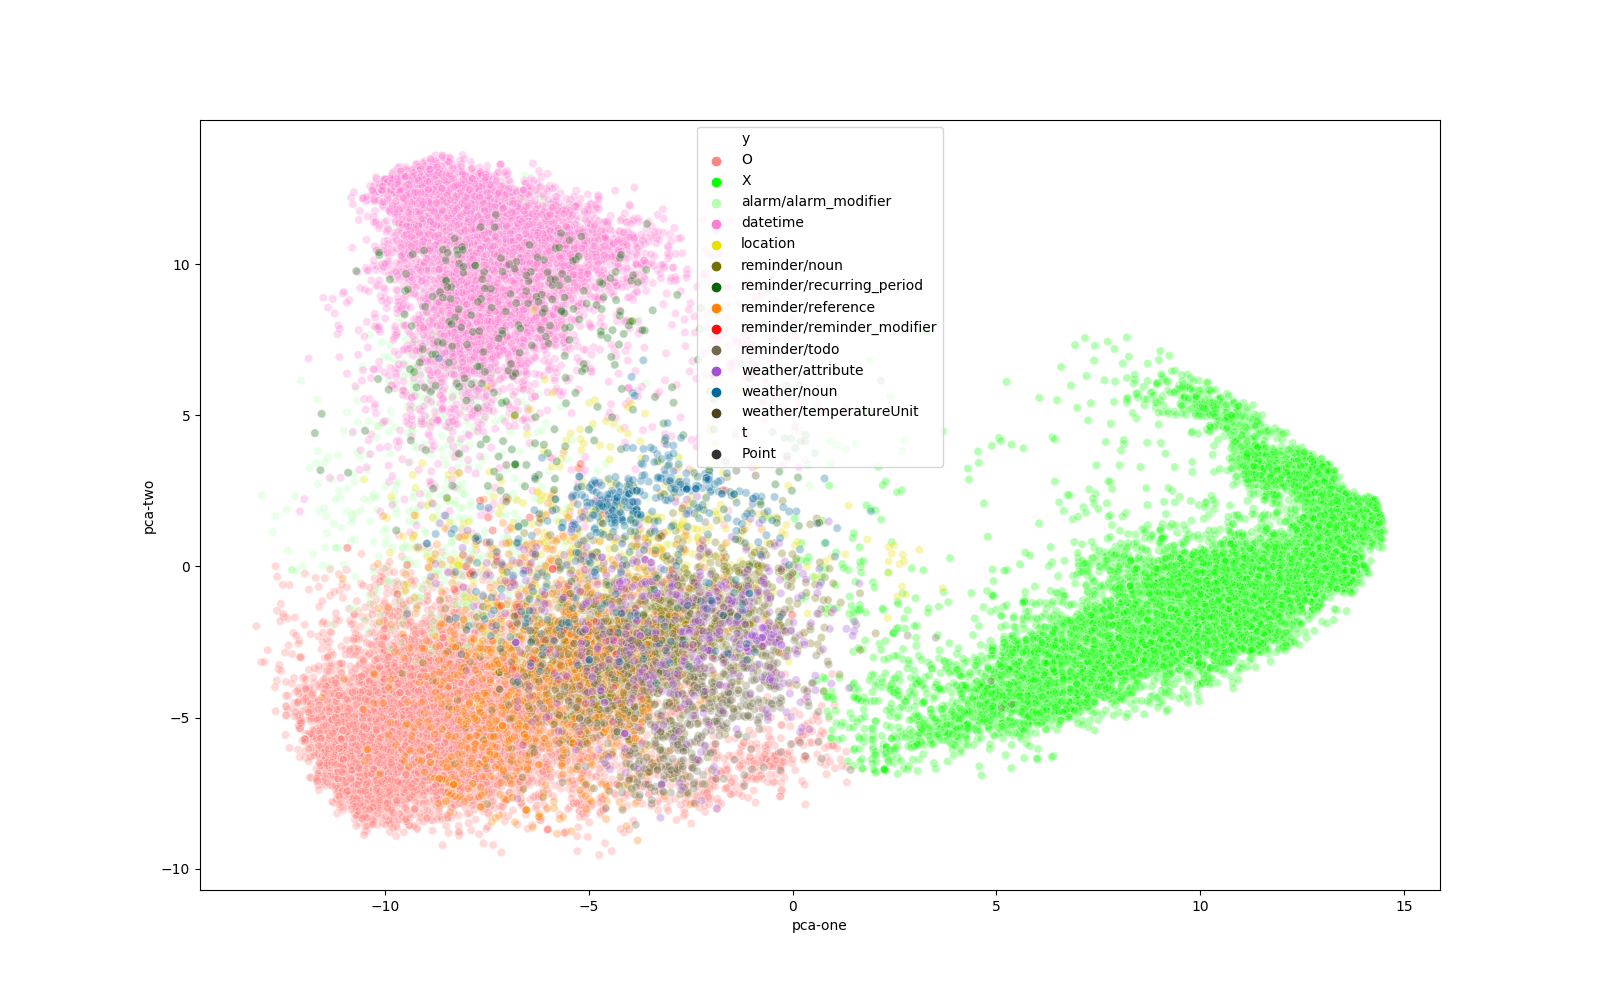 y
O
X
alarm/alarm_modifier
datetime
location
reminder/noun
reminder/recurring_period
reminder/reference
reminder/reminder_modifier
reminder/todo
weather/attribute
weather/noun
weather/temperatureUnit
t
Point
10
5
0
−5
−10
pca-two
−10 −5 0 5 10 15
pca-one